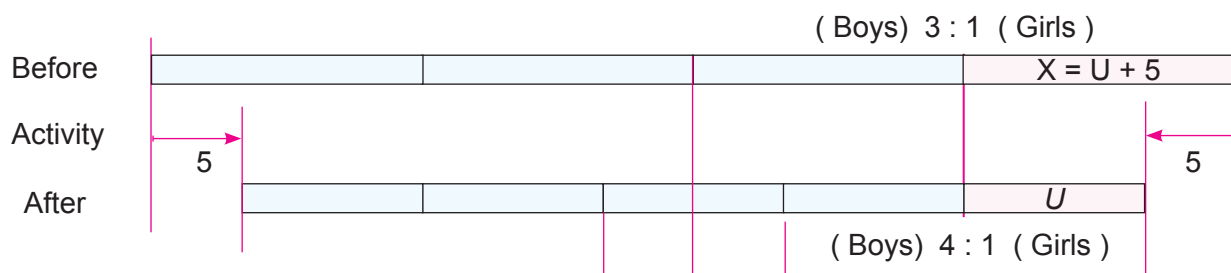 ( Boys) 3 : 1 ( Girls )
Before X = U + 5
Activity
5 5
After U
( Boys) 4 : 1 ( Girls )